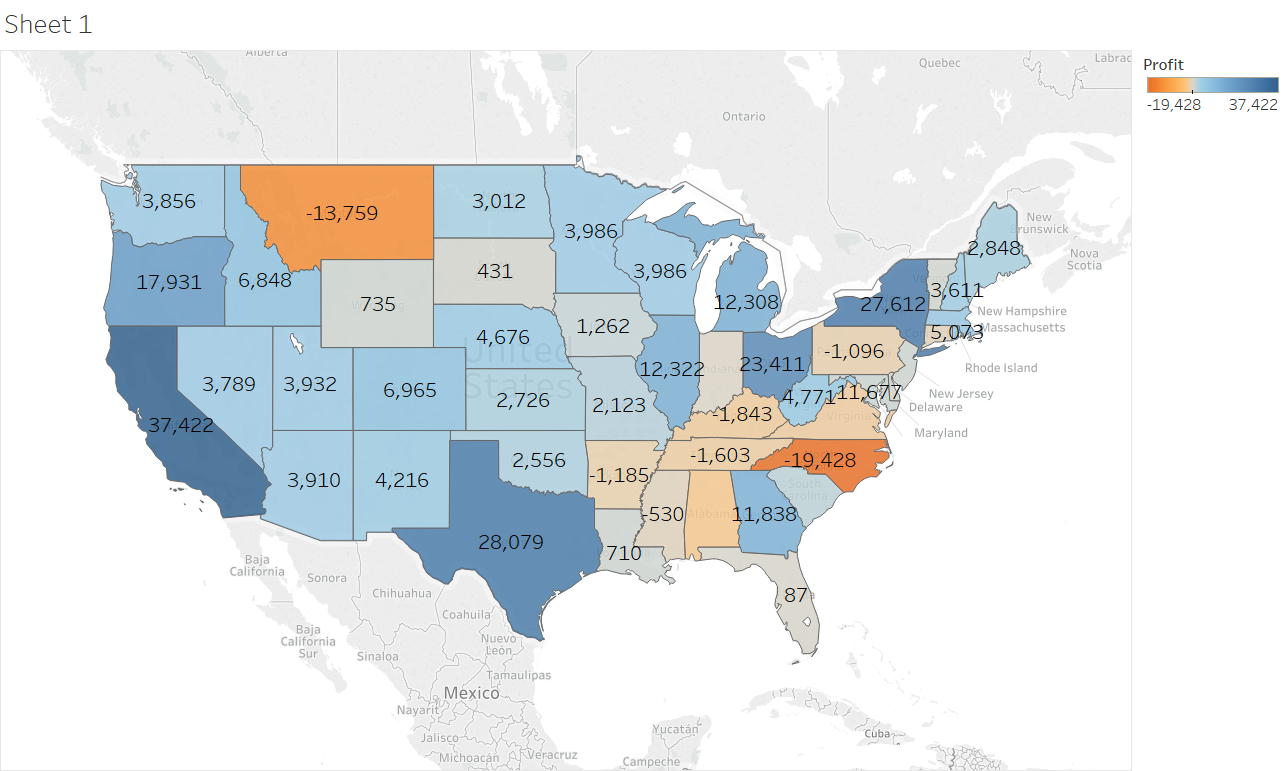 Sheet 1
Alberta
Quebec
Labrac
Profit
-19,428
37,422
Ontario
3,856
-13,759
3,012
3,986
New
Brunswick
2,848
Nova
Scotia
17,931
6,848
431
3,986
735
12,308
27,612
3,611
New Hampshire
Massachusetts
1,262
5,073
4,676
United
States
-1,096
Rhode Island
12,322
23,411
3,789
3,932
6,965
2,726
2,123
4,771
11,677
New Jersey
Delaware
-1,843
Virginia
Maryland
37,422
-1,603
-19,428
2,556
3,910
4,216
-1,185
South
Carolina
-530
Alabama
11,838
28,079
710
87
Baja
California
Sonora
Chihuahua
Coahuila
Baja
California
Sur
Sinaloa
Nuevo
León
Tamaulipas
Mexico
Nayarit
Jalisco
Michoacán
Veracruz
Yucatán
Campeche
Cuba